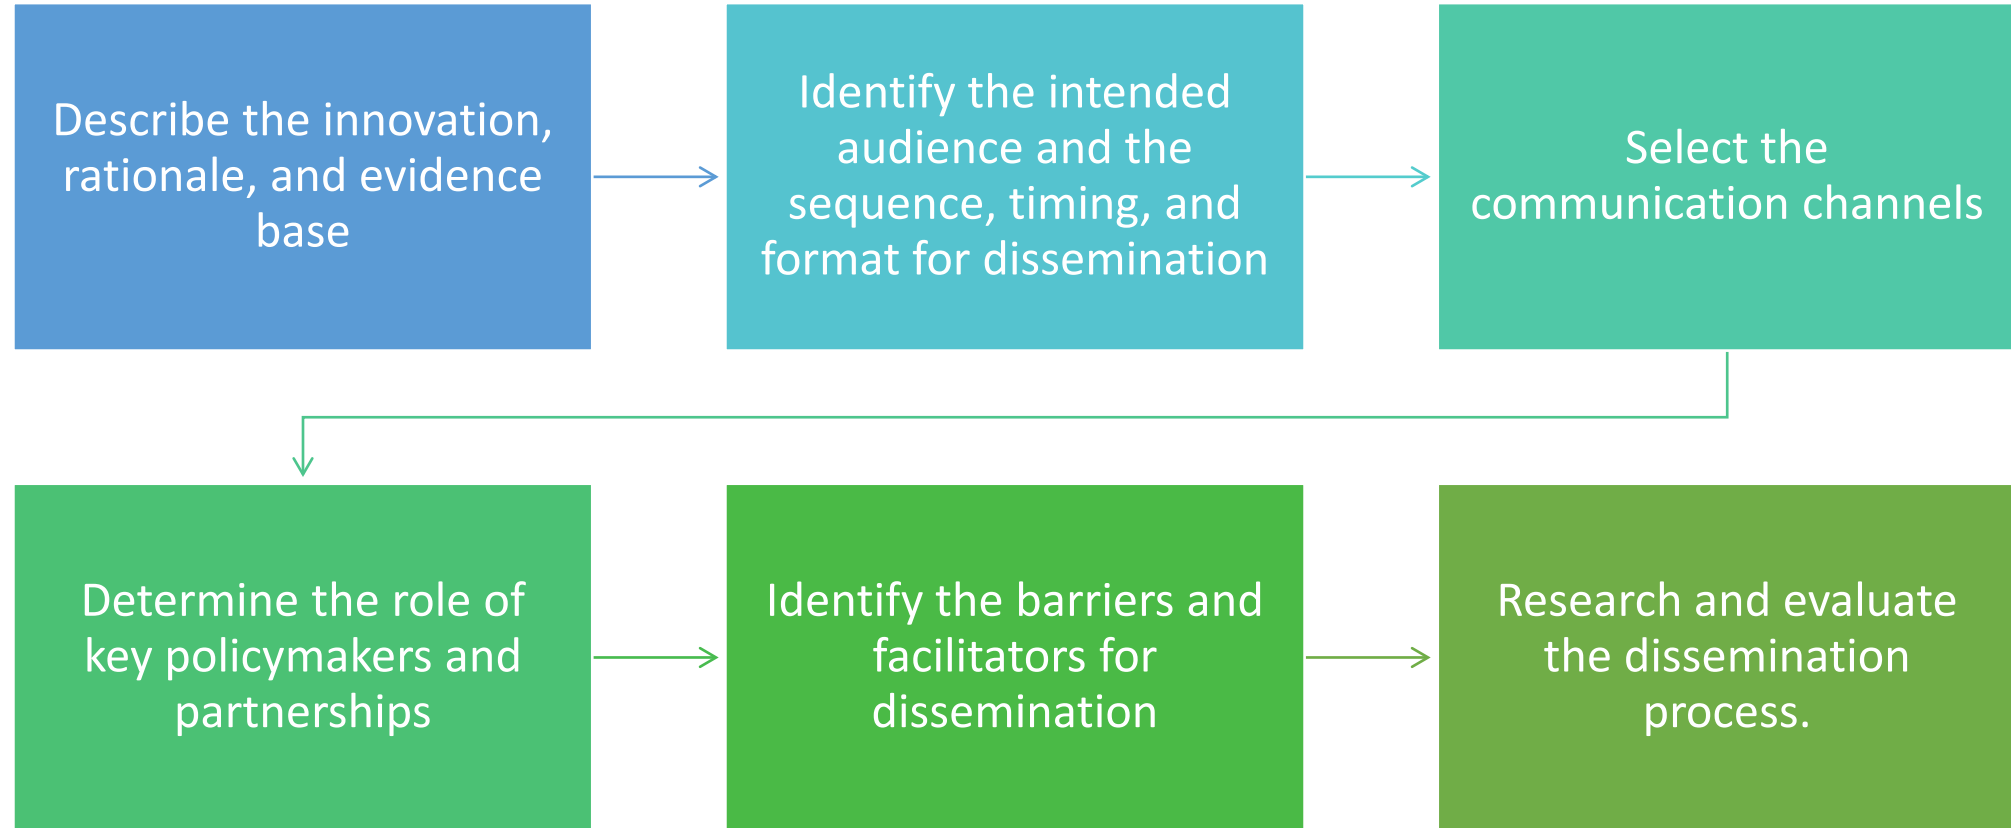 Describe the innovation,
rationale, and evidence
base
Identify the intended
audience and the
sequence, timing, and
format for dissemination
Select the
communication channels
Determine the role of
key policymakers and
partnerships
Identify the barriers and
facilitators for
dissemination
Research and evaluate
the dissemination
process.